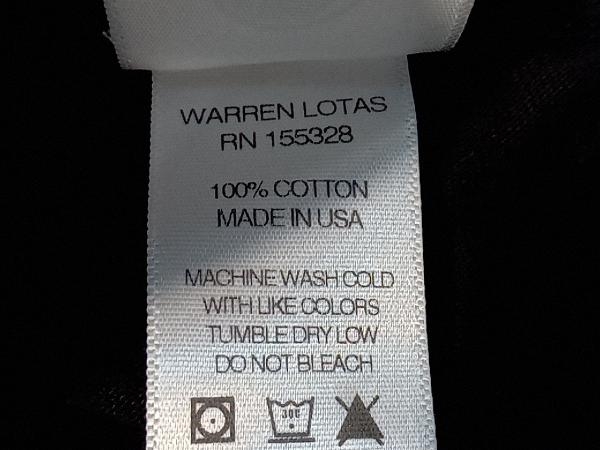 WARREN LOTAS
RN 155328
100% COTTON
MADE IN USA
MACHINE WASH COLD
WITH LIKE COLORS
TUMBLE DRY LOW
DO NOT BLEACH